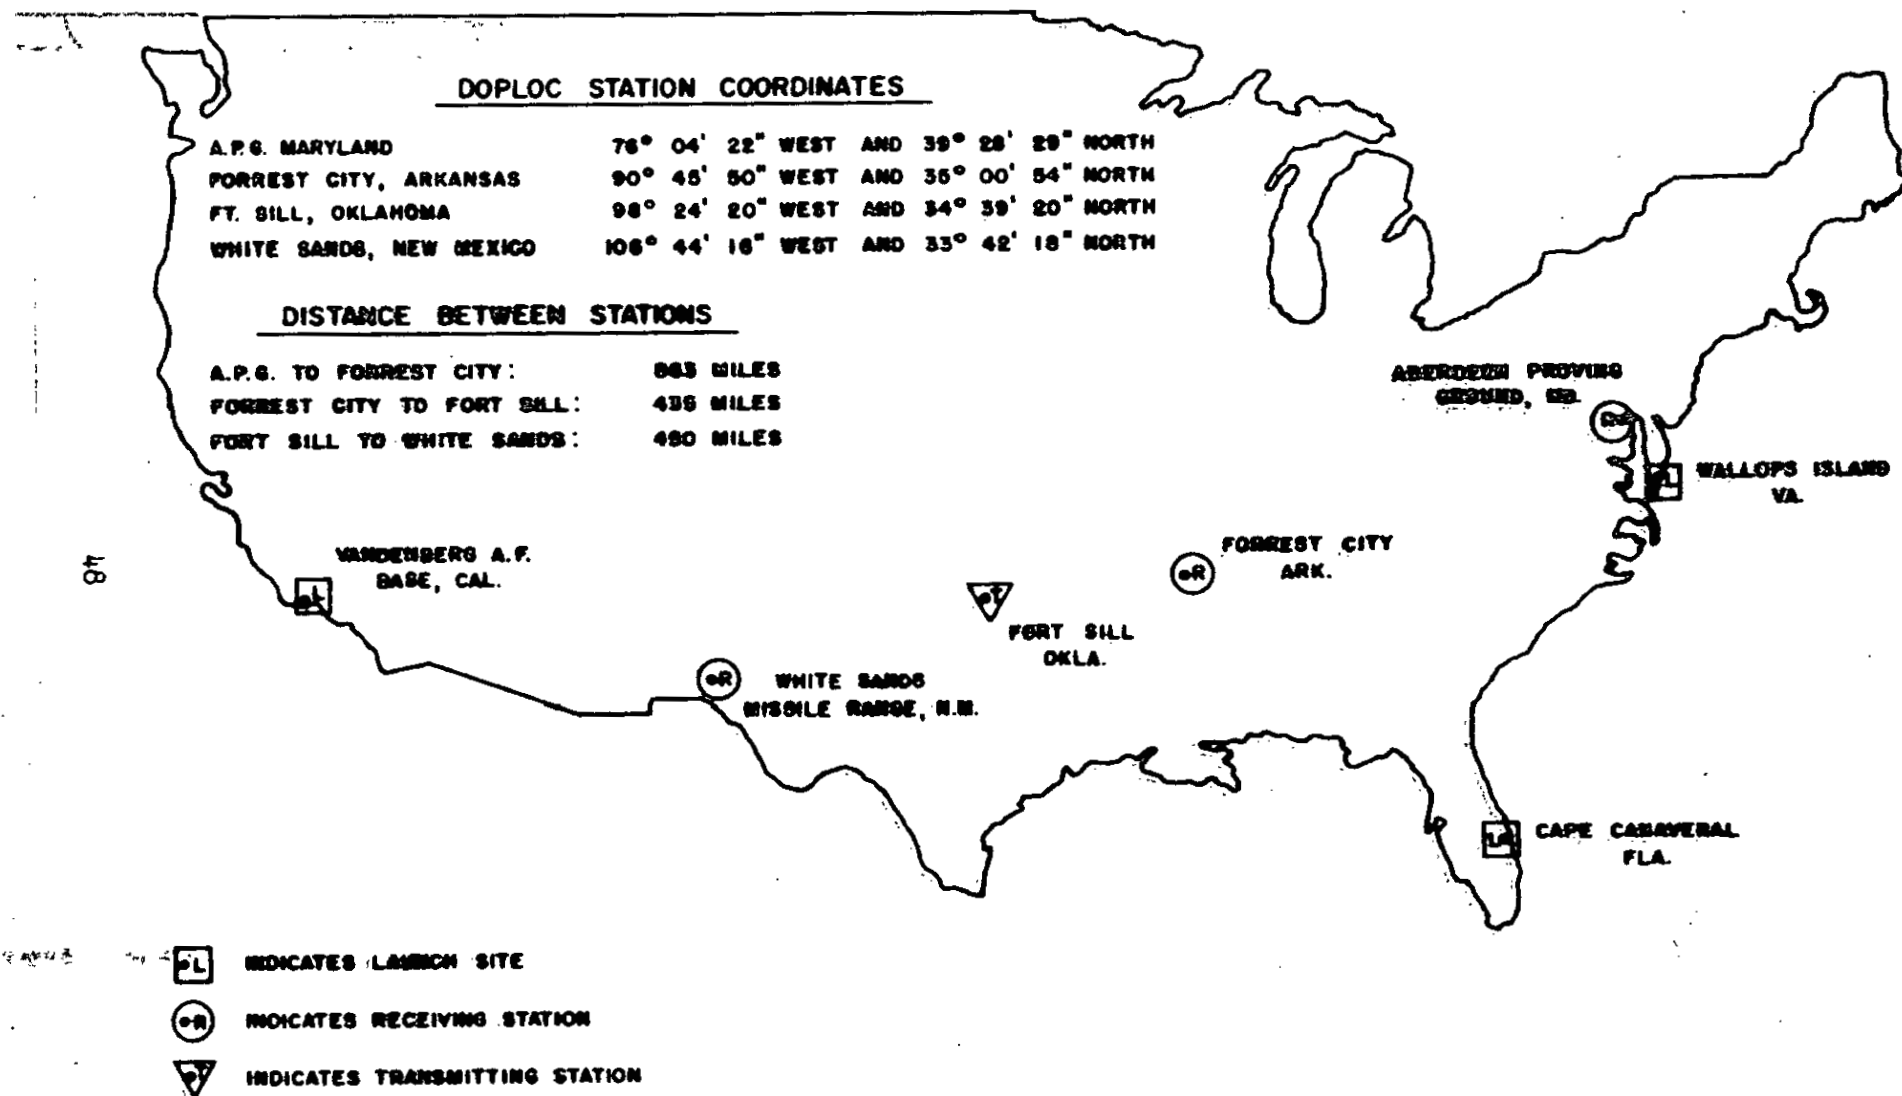 DOPLOC STATION COORDINATES
A.P.G. MARYLAND 76° 04' 22" WEST AND 39° 28' 29" NORTH
FORREST CITY, ARKANSAS 90° 45' 50" WEST AND 35° 00' 54" NORTH
FT. SILL, OKLAHOMA 98° 24' 20" WEST AND 34° 39' 20" NORTH
WHITE SANDS, NEW MEXICO 106° 44' 16" WEST AND 33° 42' 18" NORTH
DISTANCE BETWEEN STATIONS
A.P.G. TO FORREST CITY: MILES
FORREST CITY TO FORT SILL: MILES
FORT SILL TO WHITE SANDS: MILES
ABERDEEN PROVING
GROUND, MD.
R
WALLOPS ISLAND
VA.
L
FORREST CITY
ARK.
R
VANDENBERG A.F.
BASE, CAL.
L
T
FORT SILL
OKLA.
R
WHITE SANDS
MISSILE RANGE, N.M.
L
CAPE CANAVERAL
FLA.
48
L INDICATES LAUNCH SITE
R INDICATES RECEIVING STATION
T INDICATES TRANSMITTING STATION